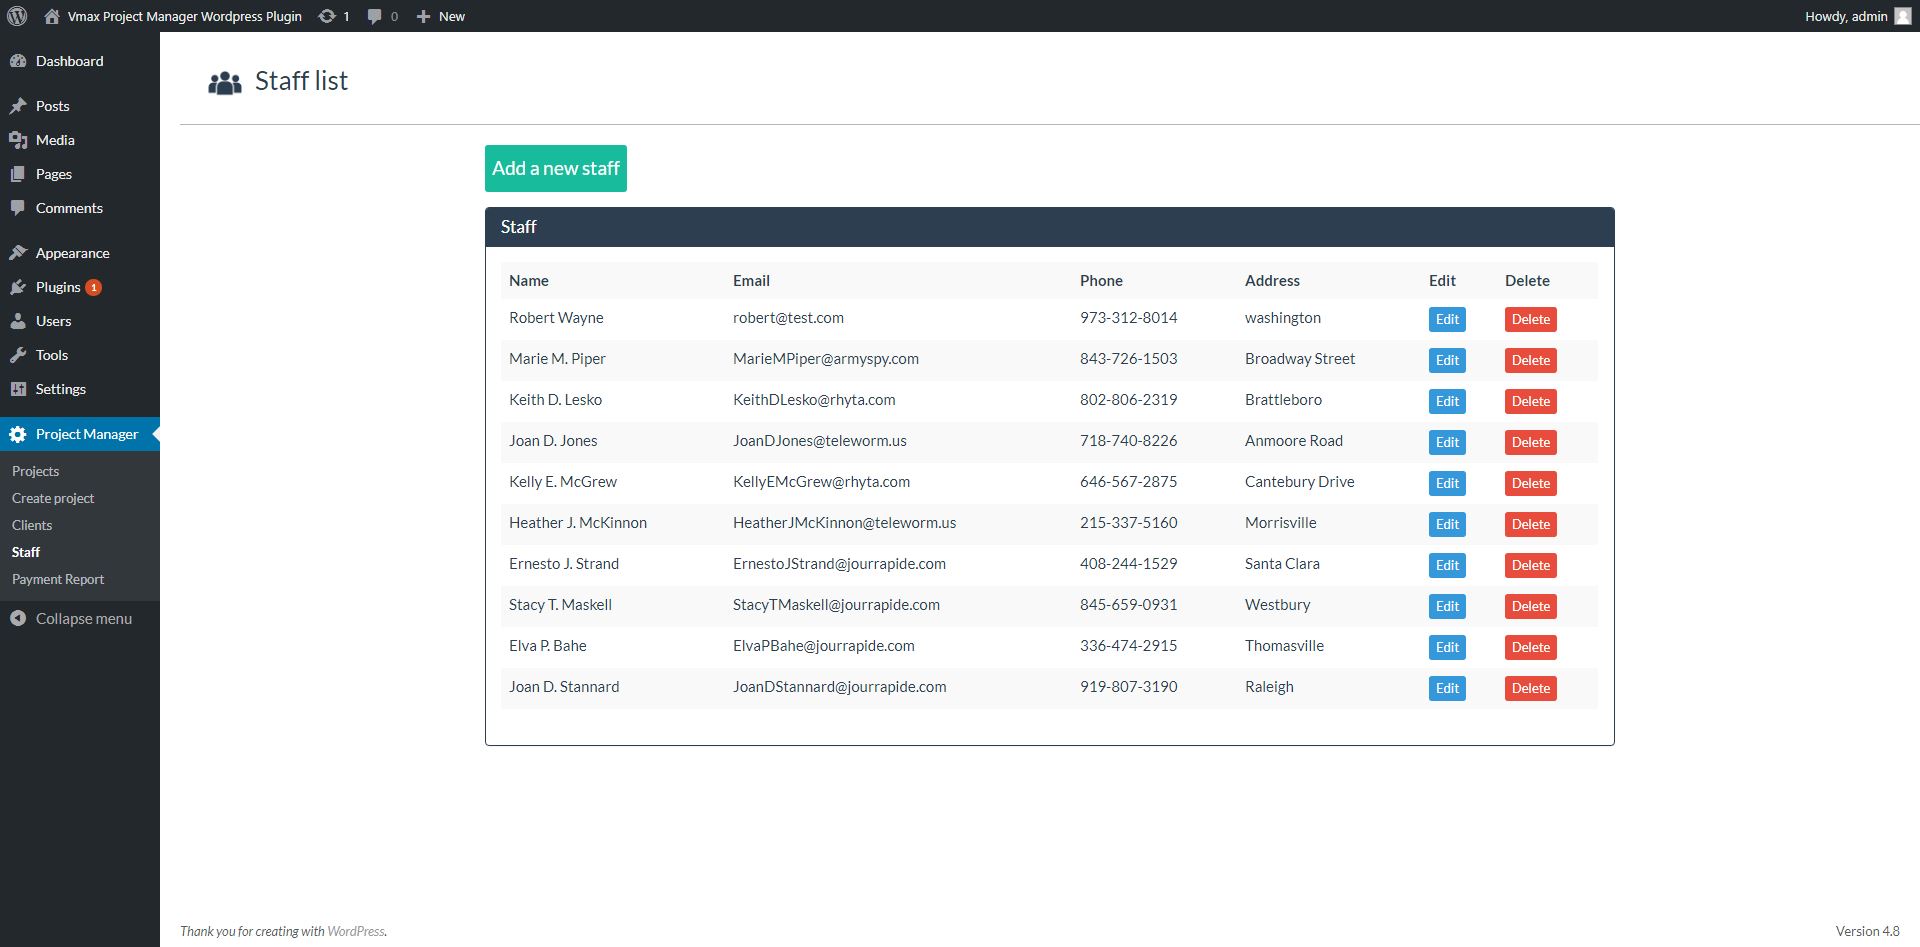 Vmax Project Manager Wordpress Plugin 1 0 New Howdy, admin
Dashboard
Posts
Media
Pages
Comments
Appearance
Plugins 1
Users
Tools
Settings
Project Manager
Projects
Create project
Clients
Staff
Payment Report
Collapse menu
Staff list
Add a new staff
Staff
Name Email Phone Address Edit Delete
Robert Wayne robert@test.com 973-312-8014 washington Edit Delete
Marie M. Piper MarieMPiper@armyspy.com 843-726-1503 Broadway Street Edit Delete
Keith D. Lesko KeithDLesko@rhyta.com 802-806-2319 Brattleboro Edit Delete
Joan D. Jones JoanDJones@teleworm.us 718-740-8226 Anmoore Road Edit Delete
Kelly E. McGrew KellyEMcGrew@rhyta.com 646-567-2875 Cantebury Drive Edit Delete
Heather J. McKinnon HeatherJMcKinnon@teleworm.us 215-337-5160 Morrisville Edit Delete
Ernesto J. Strand ErnestoJStrand@jourrapide.com 408-244-1529 Santa Clara Edit Delete
Stacy T. Maskell StacyTMaskell@jourrapide.com 845-659-0931 Westbury Edit Delete
Elva P. Bahe ElvaPBahe@jourrapide.com 336-474-2915 Thomasville Edit Delete
Joan D. Stannard JoanDStannard@jourrapide.com 919-807-3190 Raleigh Edit Delete
Thank you for creating with WordPress. Version 4.8